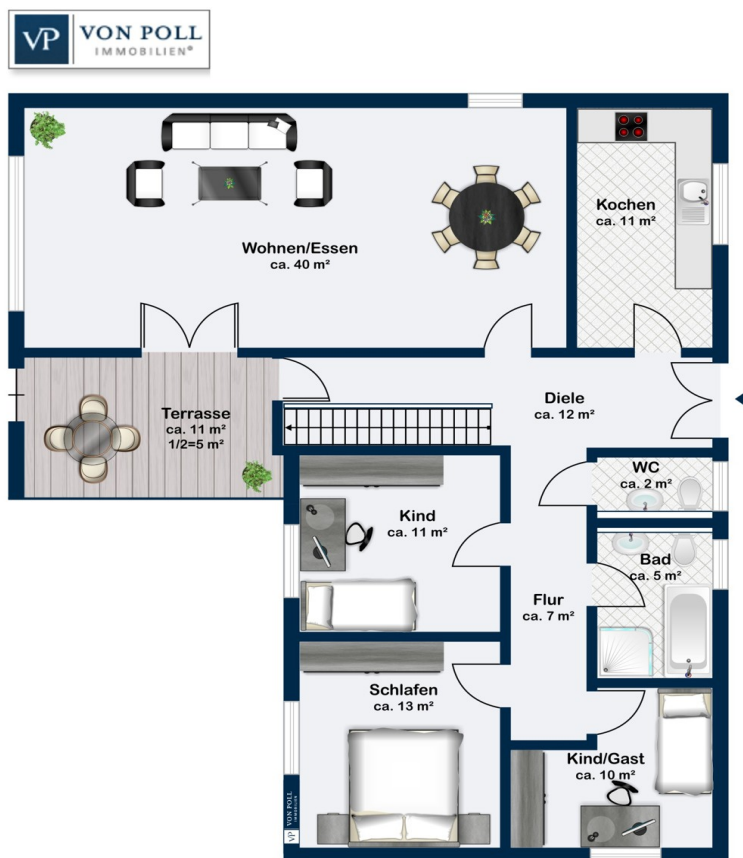 VP VON POLL
IMMOBILIEN®
Wohnen/Essen
ca. 40 m²
Kochen
ca. 11 m²
Terrasse
ca. 11 m²
1/2=5 m²
Diele
ca. 12 m²
WC
ca. 2 m²
Kind
ca. 11 m²
Bad
ca. 5 m²
Flur
ca. 7 m²
Schlafen
ca. 13 m²
Kind/Gast
ca. 10 m²
VP VON POLL
IMMOBILIEN